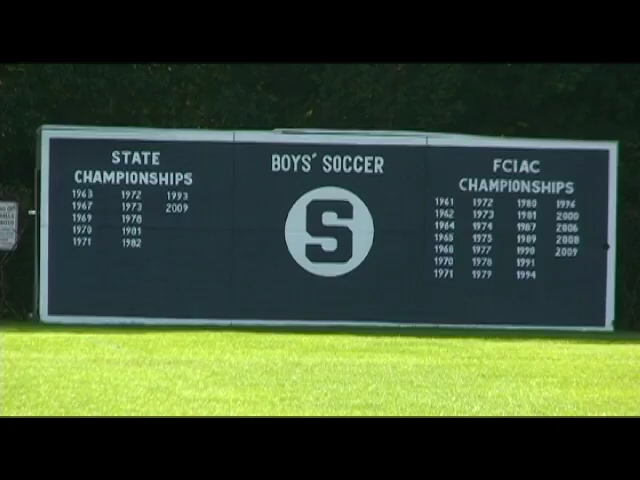 STATE
CHAMPIONSHIPS
1963 1972 1993
1967 1973 2009
1969 1978
1970 1981
1971 1982
BOYS' SOCCER
S
FCIAC
CHAMPIONSHIPS
1961 1972 1980 1996
1962 1973 1981 2000
1964 1974 1987 2006
1965 1975 1989 2008
1968 1977 1990 2009
1970 1978 1991
1971 1979 1994